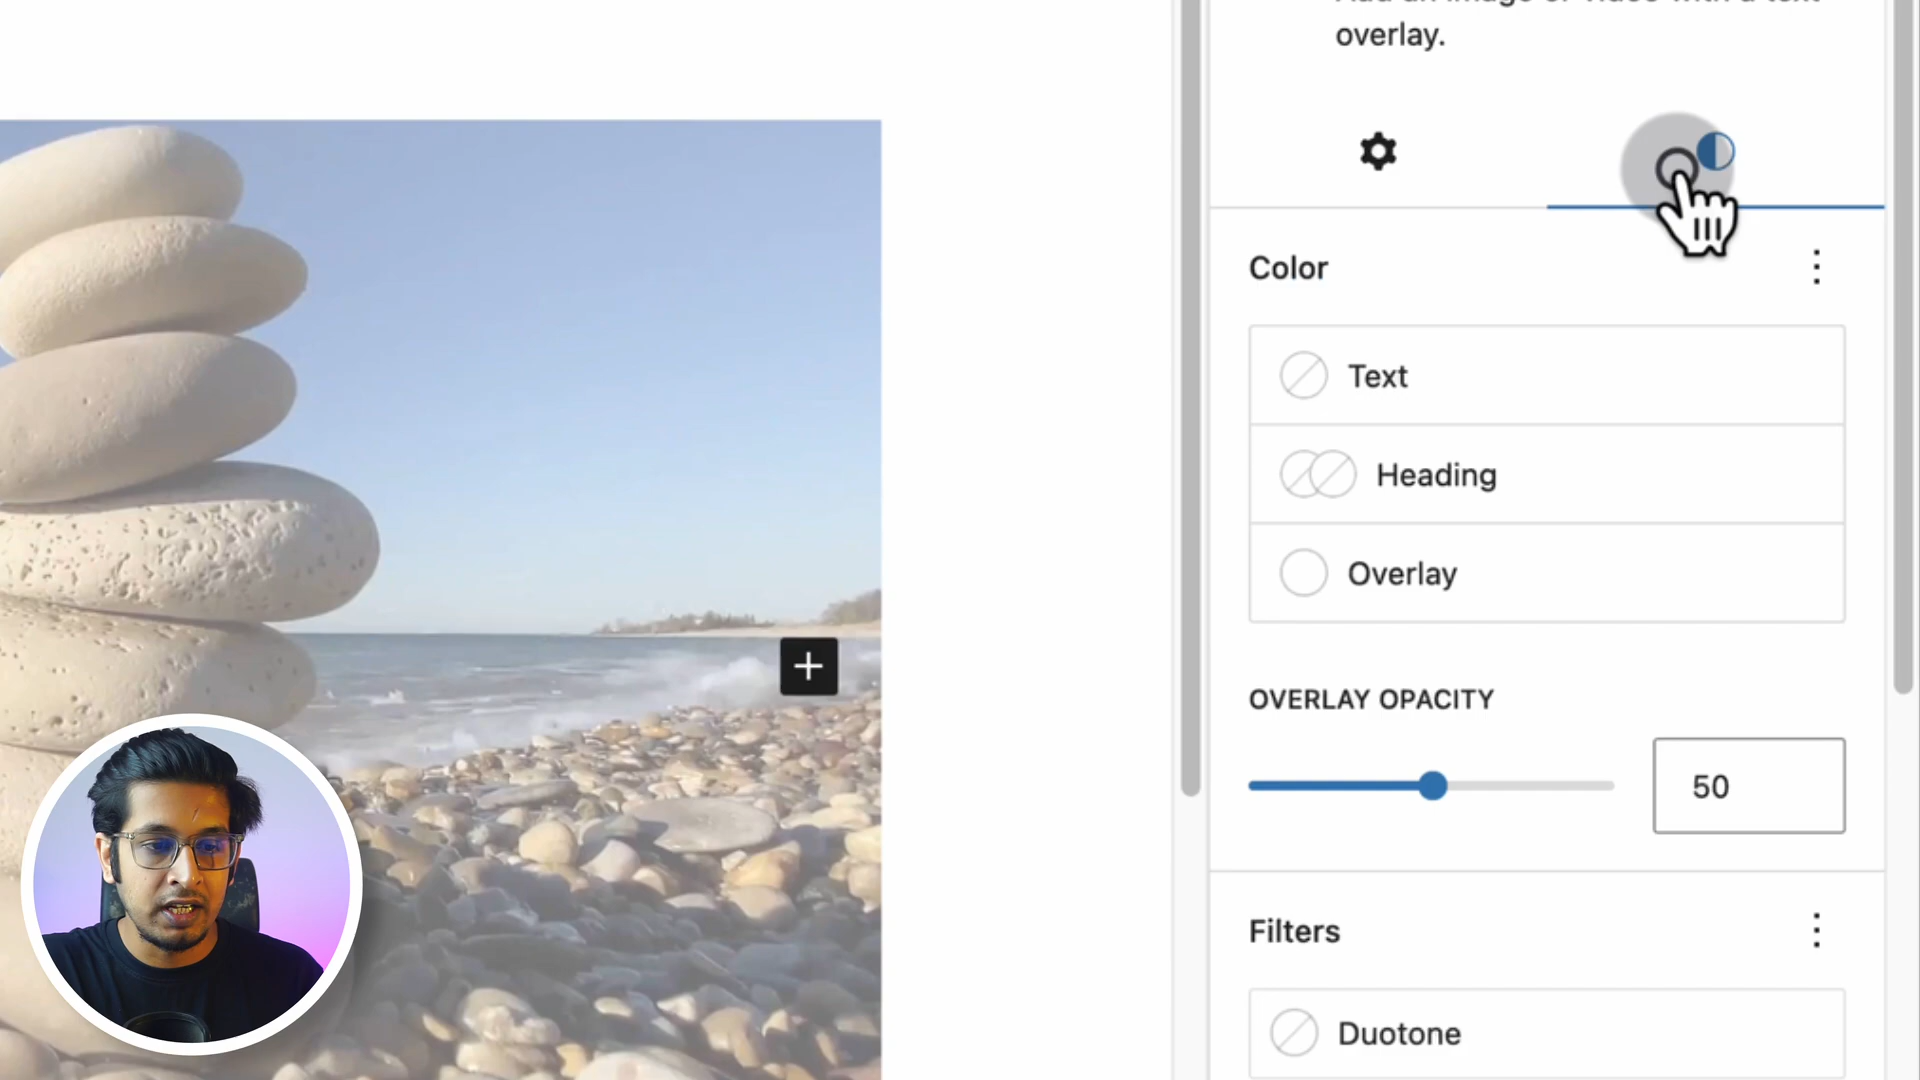 overlay.
Color
Text
Heading
Overlay
OVERLAY OPACITY
50
Filters
Duotone